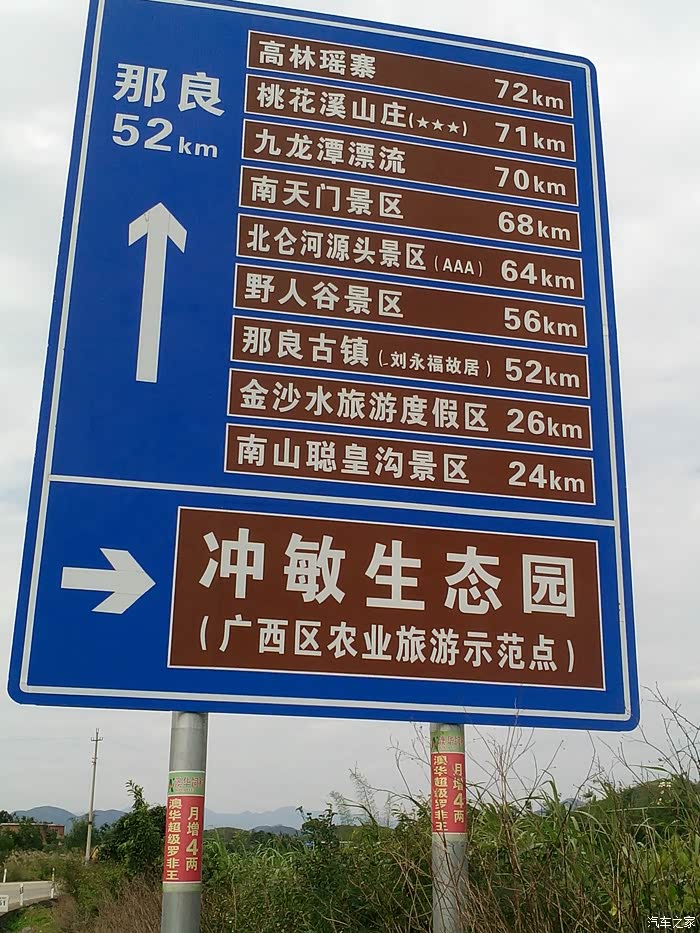 那良
52km
高林瑶寨 72km
桃花溪山庄(★★★) 71km
九龙潭漂流 70km
南天门景区 68km
北仑河源头景区(AAA) 64km
野人谷景区 56km
那良古镇(刘永福故居) 52km
金沙水旅游度假区 26km
南山聪皇沟景区 24km
冲敏生态园
(广西区农业旅游示范点)
澳华超级罗非王
月增4两
澳华超级罗非王
月增4两
汽车之家